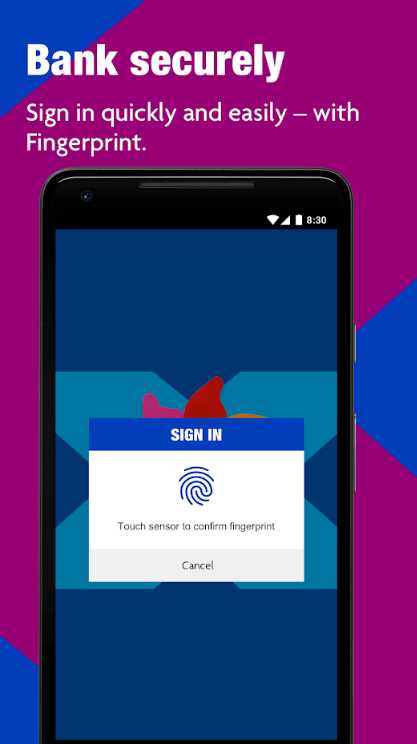 Bank securely
Sign in quickly and easily – with
Fingerprint.
8:30
SIGN IN
Touch sensor to confirm fingerprint
Cancel